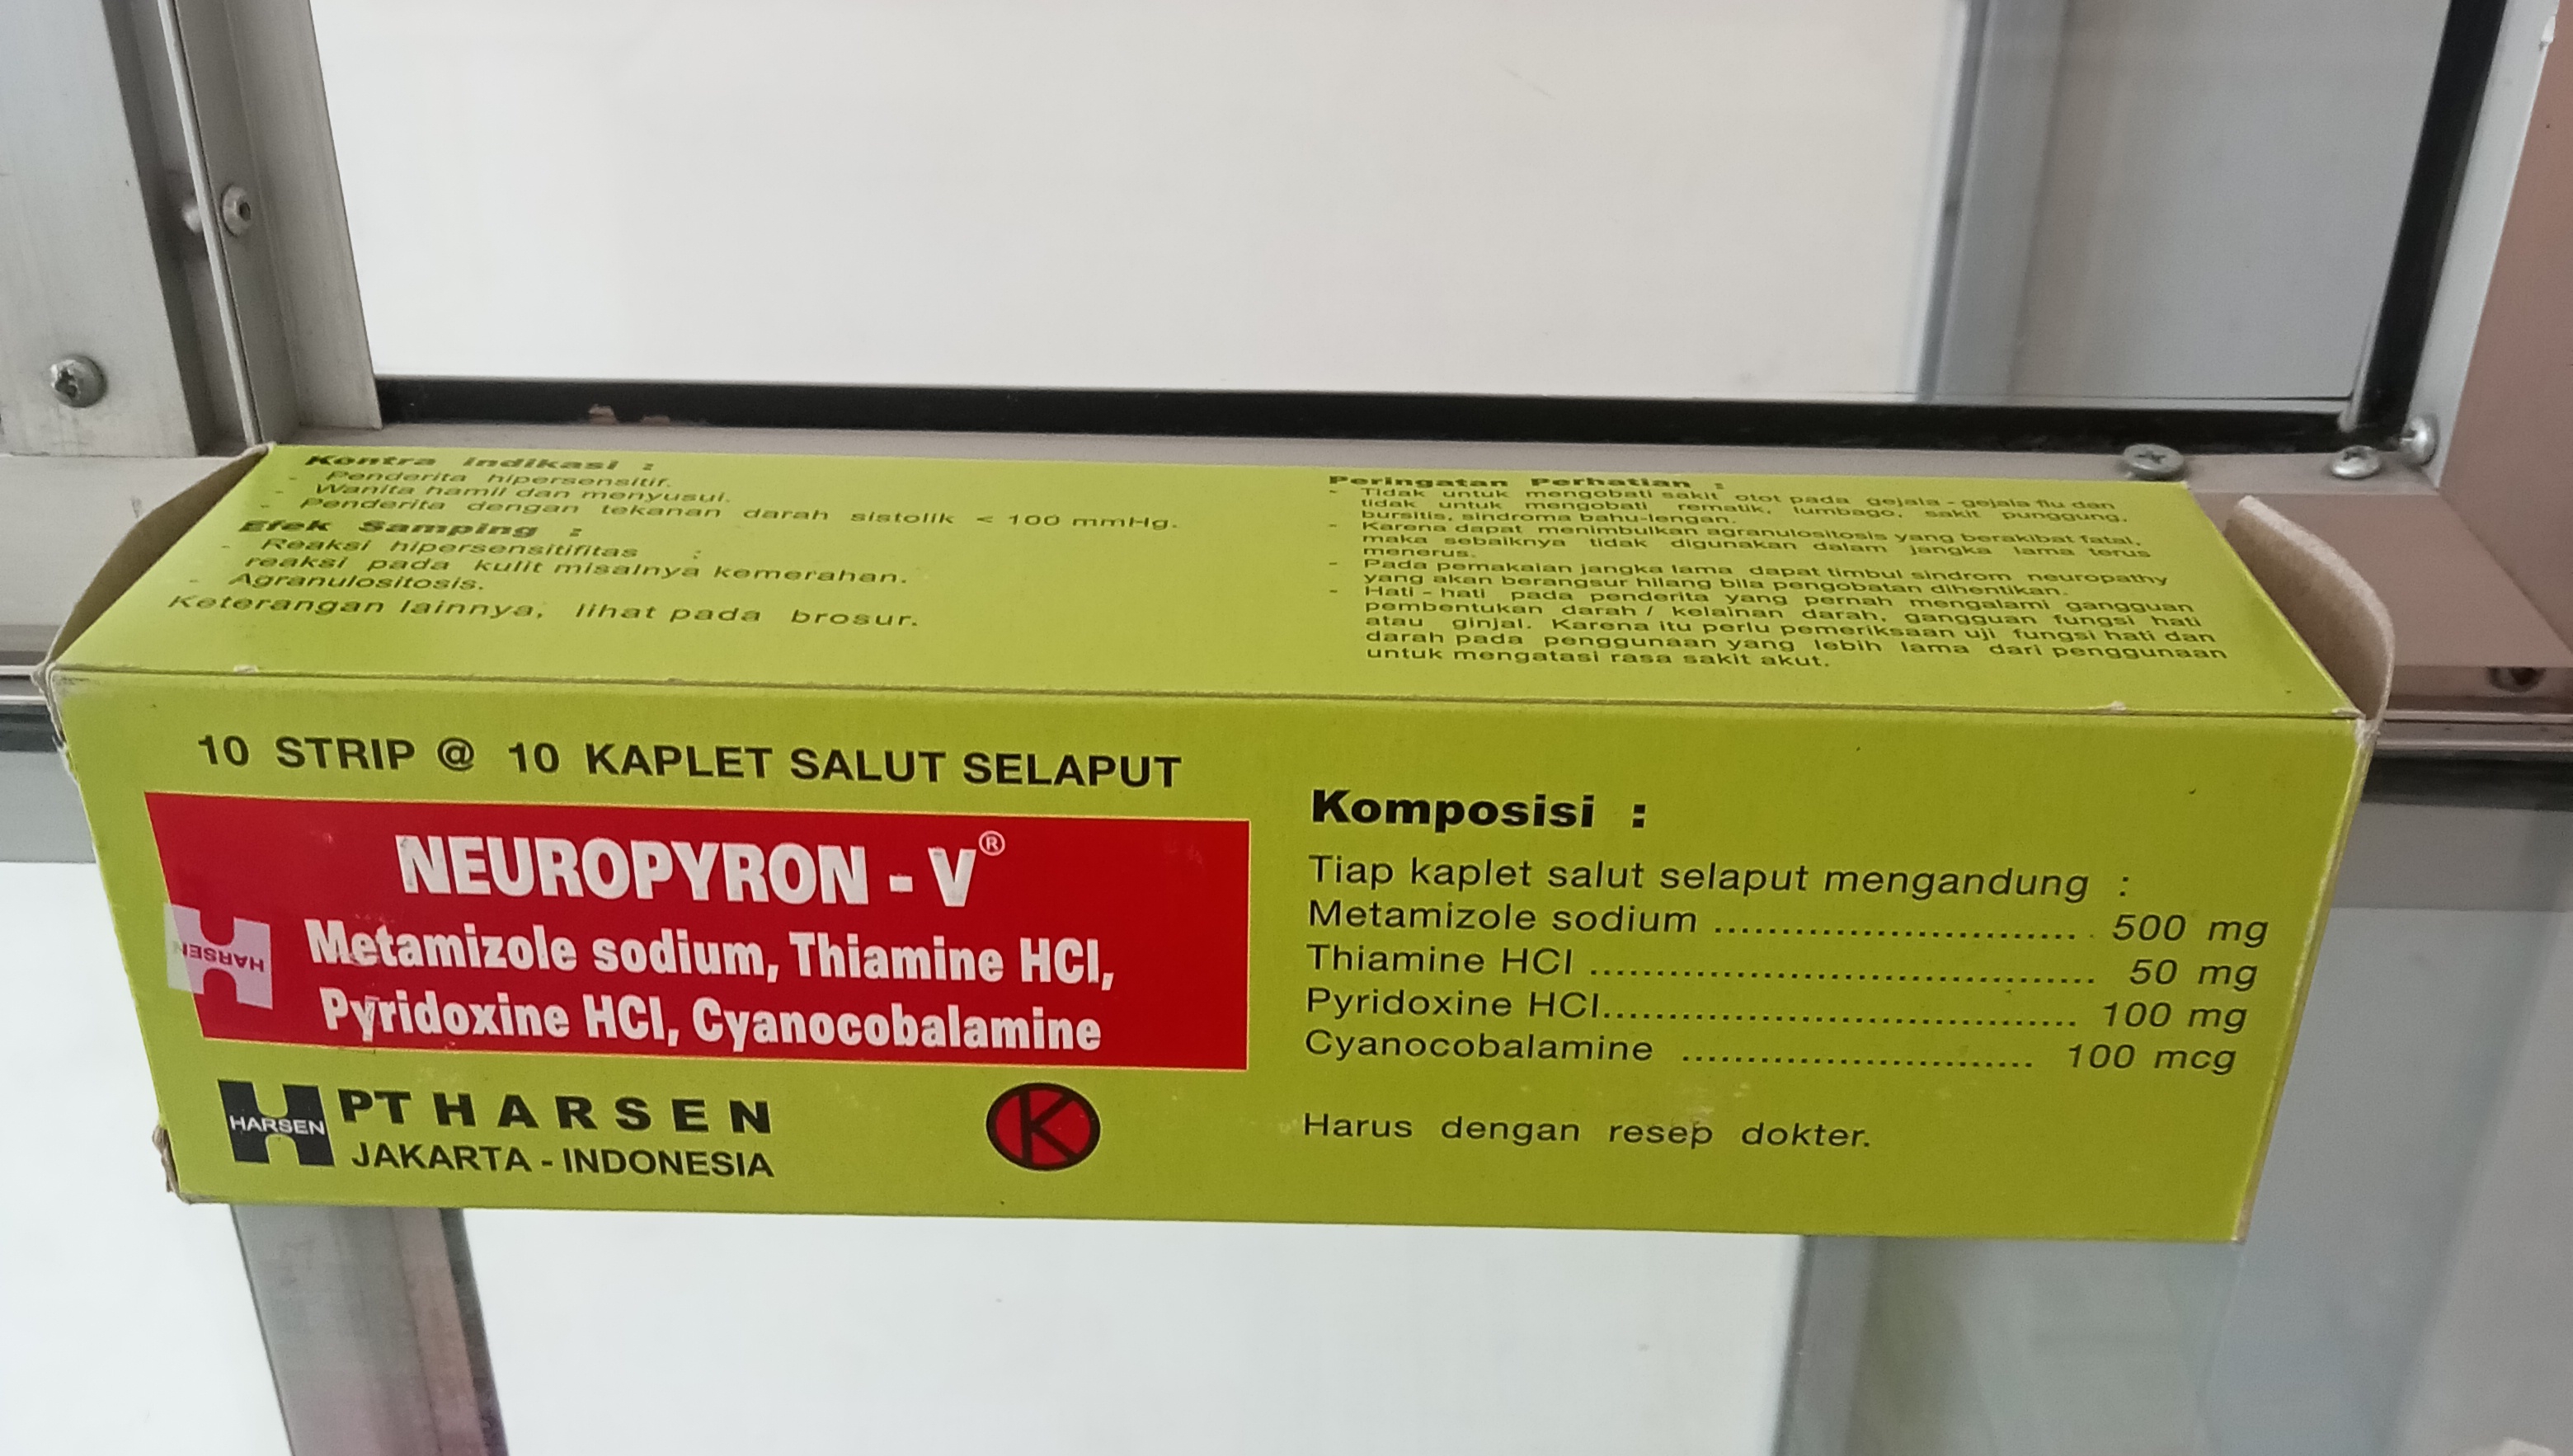 Kontra indikasi :
- Penderita hipersensitif.
- Wanita hamil dan menyusui.
- Penderita dengan tekanan darah sistolik < 100 mmHg.
Efek Samping :
- Reaksi hipersensitifitas :
reaksi pada kulit misalnya kemerahan.
- Agranulositosis.
Keterangan lainnya, lihat pada brosur.
Peringatan Perhatian :
- Tidak untuk mengobati sakit otot pada gejala - gejala flu dan
tidak untuk mengobati rematik, lumbago, sakit punggung,
bursitis, sindroma bahu-lengan.
- Karena dapat menimbulkan agranulositosis yang berakibat fatal,
maka sebaiknya tidak digunakan dalam jangka lama terus
menerus.
- Pada pemakaian jangka lama dapat timbul sindrom neuropathy
yang akan berangsur hilang bila pengobatan dihentikan.
- Hati - hati pada penderita yang pernah mengalami gangguan
pembentukan darah / kelainan darah, gangguan fungsi hati
atau ginjal. Karena itu perlu pemeriksaan uji fungsi hati dan
darah pada penggunaan yang lebih lama dari penggunaan
untuk mengatasi rasa sakit akut.
10 STRIP @ 10 KAPLET SALUT SELAPUT
NEUROPYRON - V®
Metamizole sodium, Thiamine HCl,
Pyridoxine HCl, Cyanocobalamine
HARSEN
HARSEN
PT HARSEN
JAKARTA - INDONESIA
K
Komposisi :
Tiap kaplet salut selaput mengandung :
Metamizole sodium ............................ 500 mg
Thiamine HCl ...................................... 50 mg
Pyridoxine HCl.................................... 100 mg
Cyanocobalamine .......................... 100 mcg
Harus dengan resep dokter.